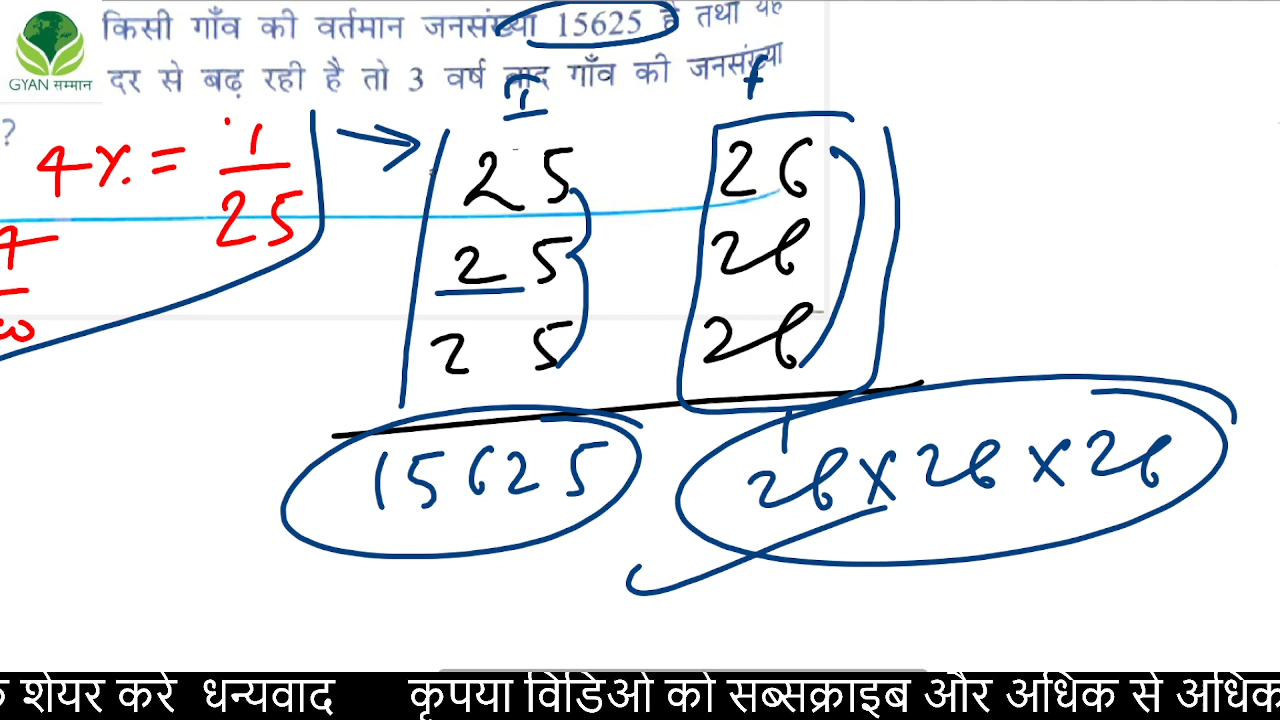 किसी गाँव की वर्तमान जनसंख्या 15625 है तथा यह
GYAN सम्मान
दर से बढ़ रही है तो 3 वर्ष बाद गाँव की जनसंख्या
?
I f
4%. = 1/25
25 26
25 26
25 26
15625 26×26×26
शेयर करें धन्यवाद कृपया विडिओ को सब्सक्राइब और अधिक से अधिक